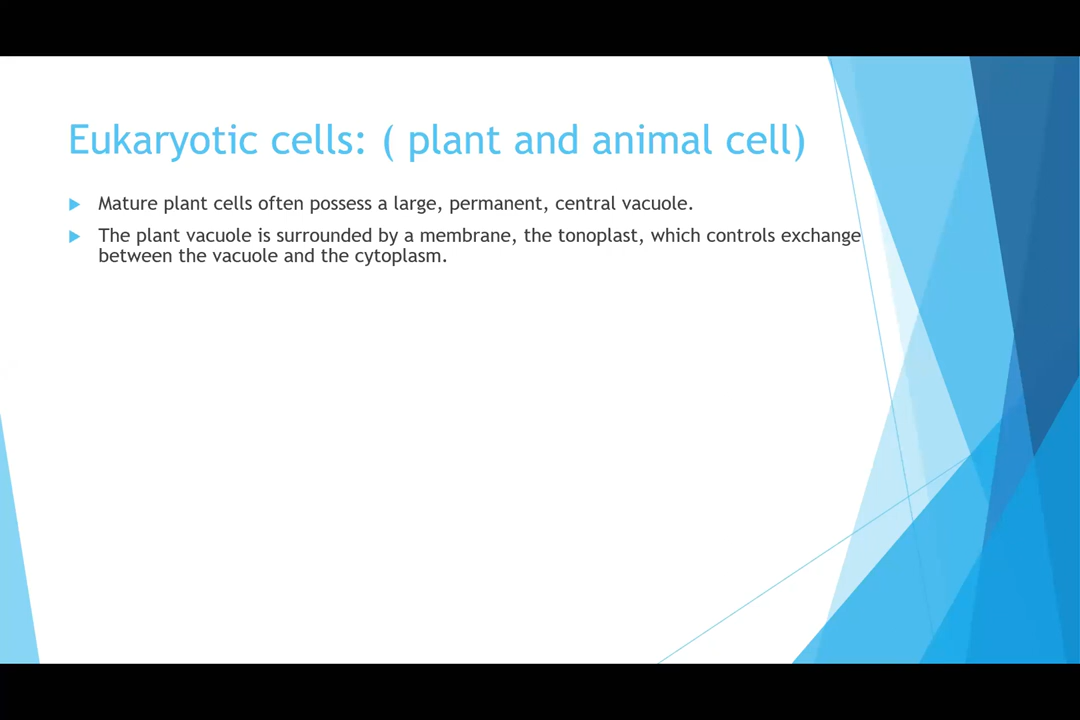 Eukaryotic cells: ( plant and animal cell)
Mature plant cells often possess a large, permanent, central vacuole.
The plant vacuole is surrounded by a membrane, the tonoplast, which controls exchange
between the vacuole and the cytoplasm.